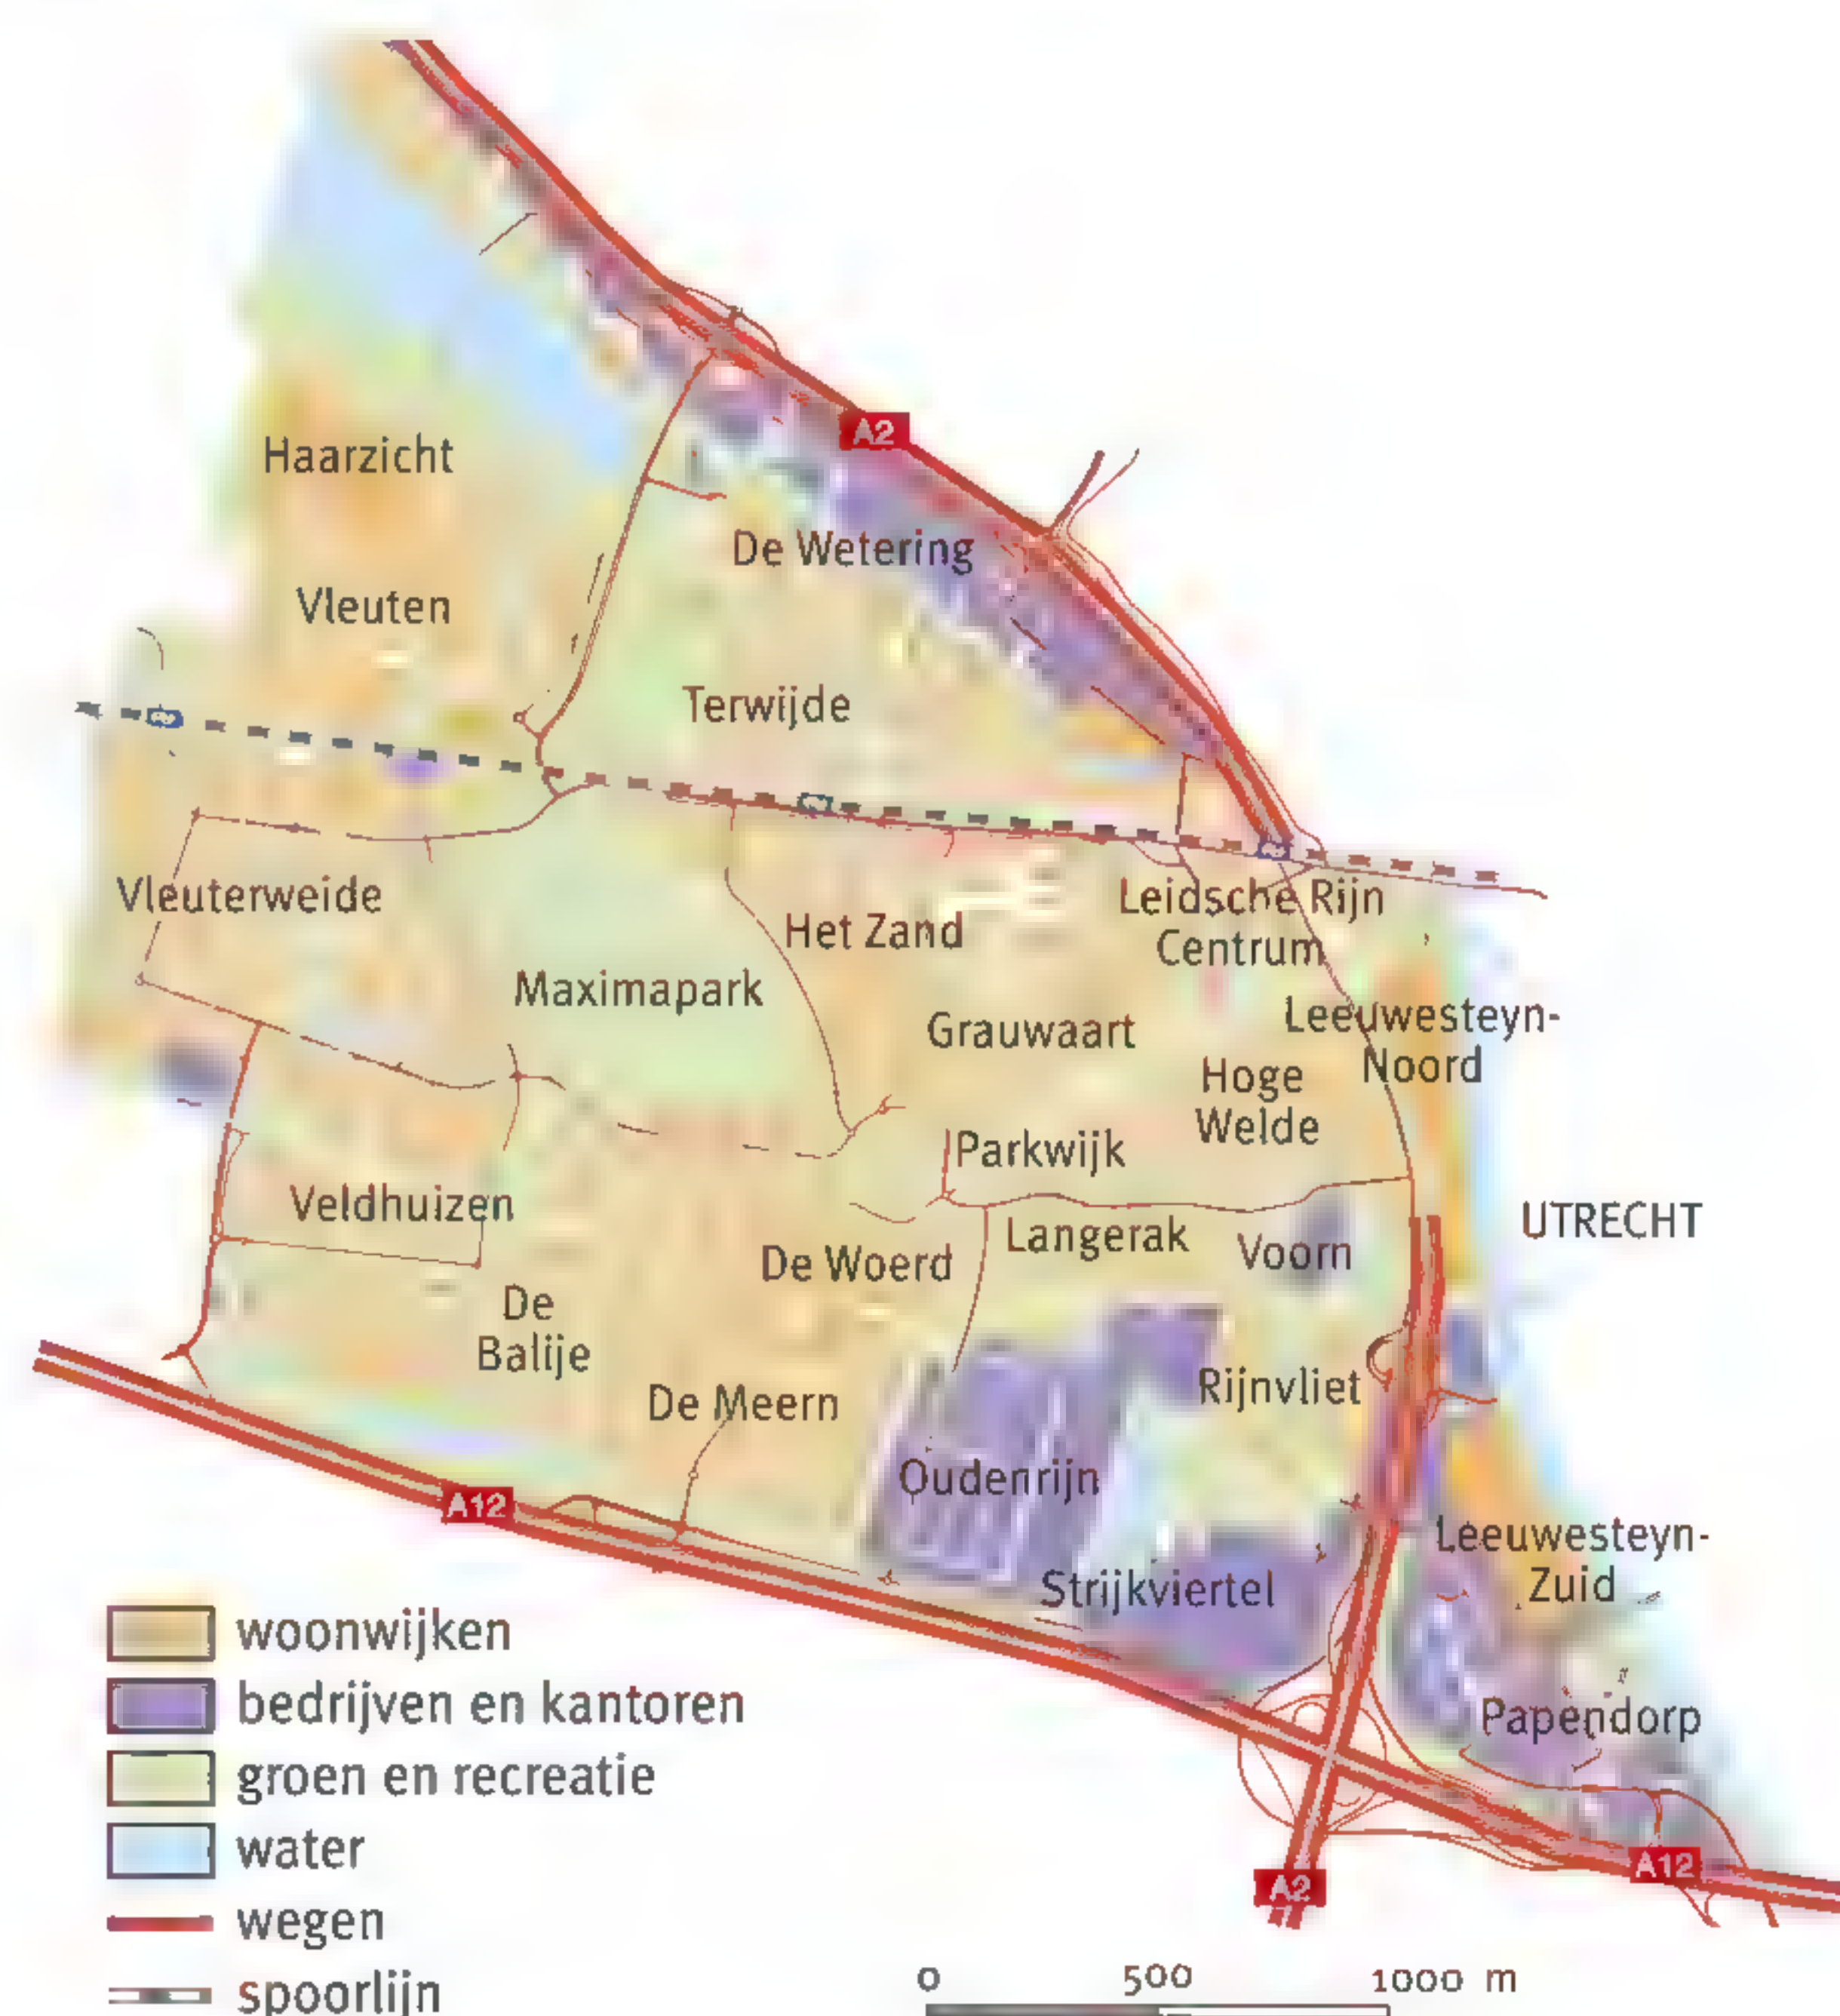 A2
Haarzicht
De Wetering
Vleuten
Terwijde
Vleuterweide
Het Zand
Leidsche Rijn
Centrum
Maximapark
Grauwaart
Leeuwesteyn-
Noord
Hoge
Welde
Parkwijk
Veldhuizen
UTRECHT
Langerak
Voorn
De Woerd
De
Balije
Rijnvliet
De Meern
Oudenrijn
A12
Leeuwesteyn-
Zuid
Strijkviertel
Papendorp
A12
A2
woonwijken
bedrijven en kantoren
groen en recreatie
water
wegen
spoorlijn
0 500 1000 m